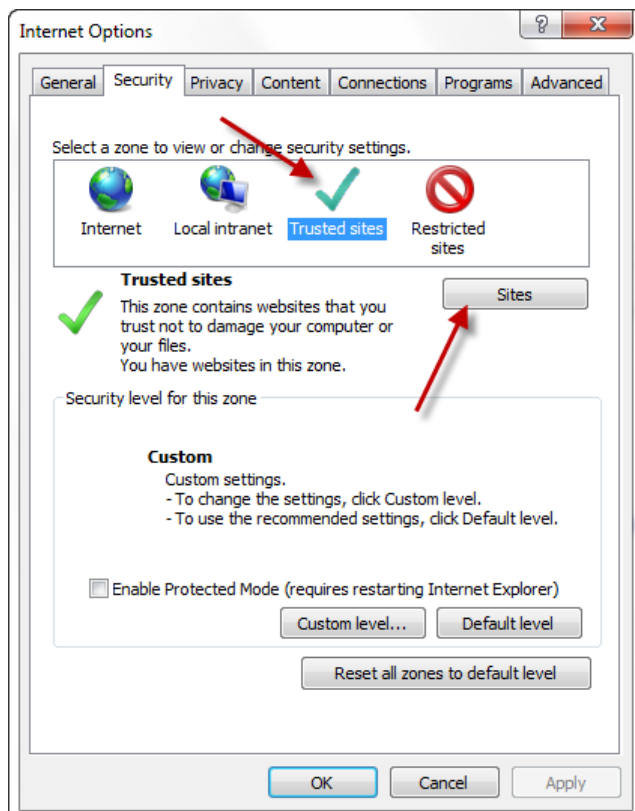 Internet Options
General Security Privacy Content Connections Programs Advanced
Select a zone to view or change security settings.
Internet Local intranet Trusted sites Restricted
sites
Trusted sites
Sites
This zone contains websites that you
trust not to damage your computer or
your files.
You have websites in this zone.
Security level for this zone
Custom
Custom settings.
- To change the settings, click Custom level.
- To use the recommended settings, click Default level.
Enable Protected Mode (requires restarting Internet Explorer)
Custom level... Default level
Reset all zones to default level
OK Cancel Apply